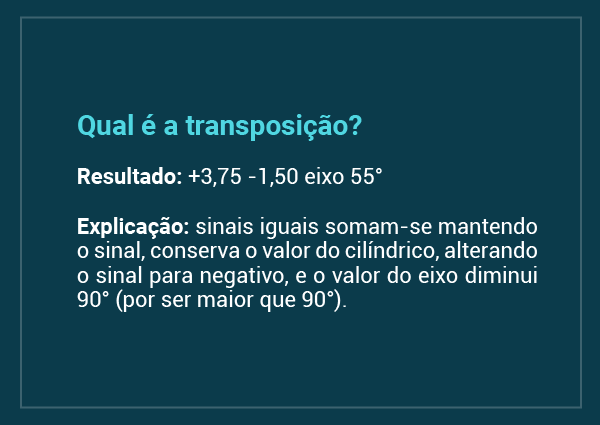 Qual é a transposição?
Resultado: +3,75 -1,50 eixo 55°
Explicação: sinais iguais somam-se mantendo
o sinal, conserva o valor do cilíndrico, alterando
o sinal para negativo, e o valor do eixo diminui
90° (por ser maior que 90°).